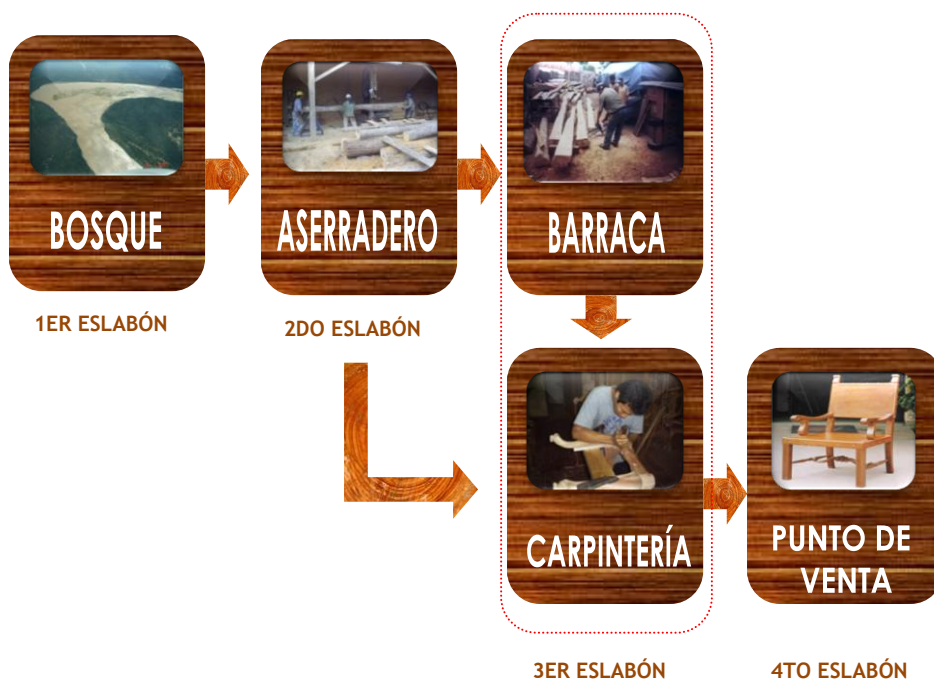 BOSQUE
ASERRADERO
BARRACA
1ER ESLABÓN
2DO ESLABÓN
CARPINTERÍA
PUNTO DE
VENTA
3ER ESLABÓN
4TO ESLABÓN